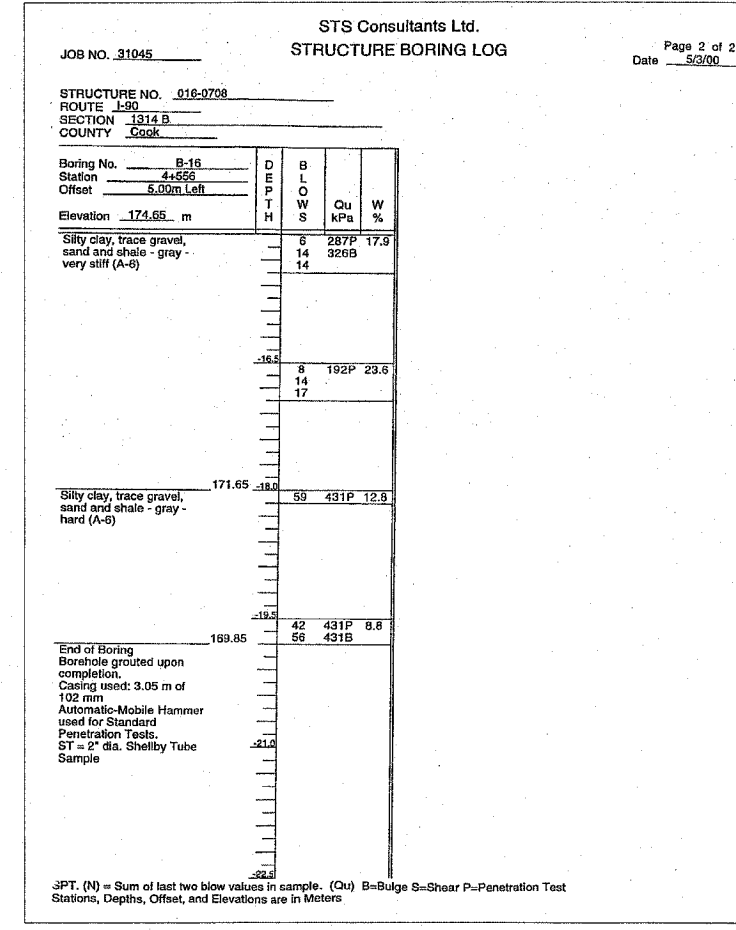 STS Consultants Ltd.
JOB NO. 31045
STRUCTURE BORING LOG
Page 2 of 2
Date 5/3/00
STRUCTURE NO. 016-0708
ROUTE I-90
SECTION 1314 B
COUNTY Cook
Boring No. B-16
Station 4+556
Offset 5.00m Left
Elevation 174.65 m
DEPTH
BLOWS
Qu kPa
W %
Silty clay, trace gravel,
sand and shale - gray -
very stiff (A-6)
6 287P 17.9
14 326B
14
-16.5
8 192P 23.6
14
17
171.65 -18.0
Silty clay, trace gravel,
sand and shale - gray -
hard (A-6)
59 431P 12.8
-19.5
42 431P 8.8
56 431B
169.85
End of Boring
Borehole grouted upon
completion.
Casing used: 3.05 m of
102 mm
Automatic-Mobile Hammer
used for Standard
Penetration Tests.
ST = 2" dia. Shellby Tube
Sample
-21.0
-22.5
SPT. (N) = Sum of last two blow values in sample. (Qu) B=Bulge S=Shear P=Penetration Test
Stations, Depths, Offset, and Elevations are in Meters